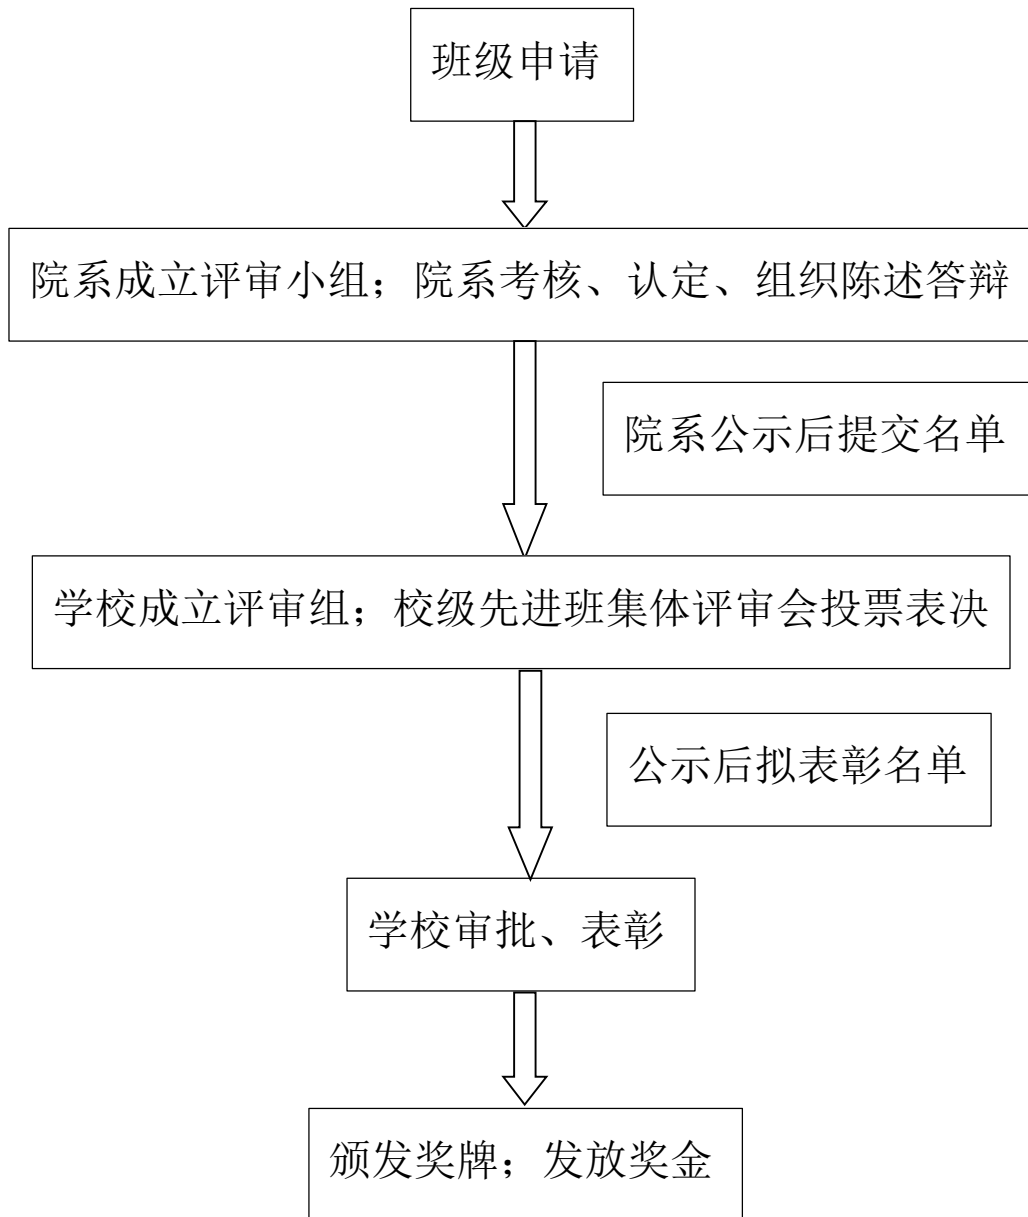 班级申请
院系成立评审小组；院系考核、认定、组织陈述答辩
院系公示后提交名单
学校成立评审组；校级先进班集体评审会投票表决
公示后拟表彰名单
学校审批、表彰
颁发奖牌；发放奖金